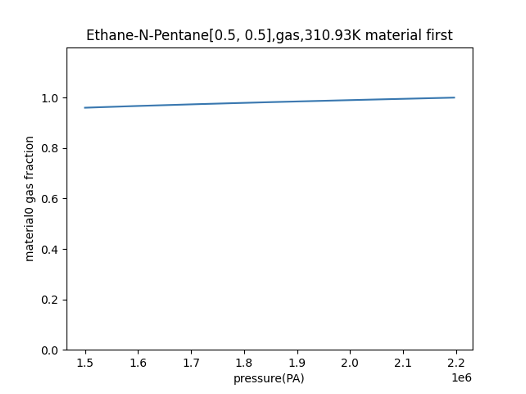 Ethane-N-Pentane[0.5, 0.5],gas,310.93K material first
material0 gas fraction
1.0
0.8
0.6
0.4
0.2
0.0
1.5 1.6 1.7 1.8 1.9 2.0 2.1 2.2
pressure(PA)
1e6